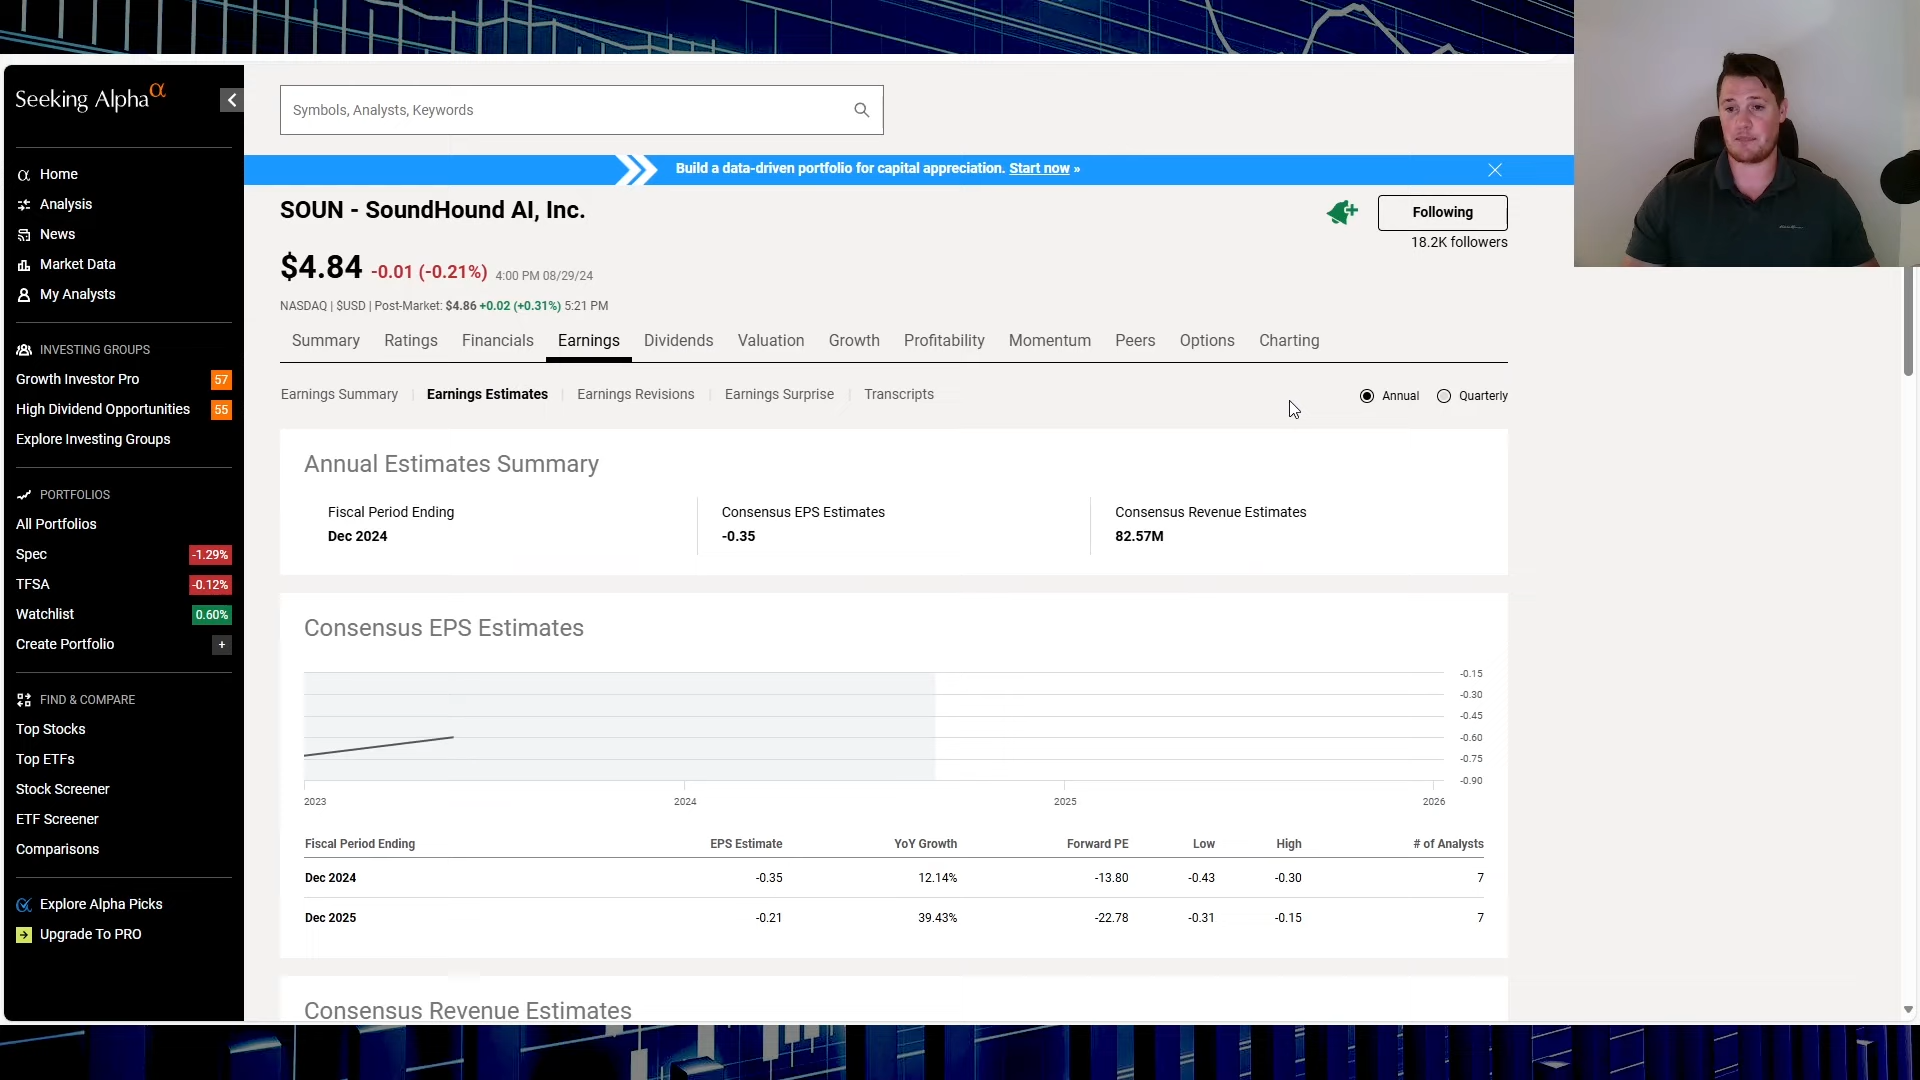 Seeking Alpha α
Symbols, Analysts, Keywords
Build a data-driven portfolio for capital appreciation. Start now »
Home
Analysis
News
Market Data
My Analysts
INVESTING GROUPS
Growth Investor Pro 57
High Dividend Opportunities 55
Explore Investing Groups
PORTFOLIOS
All Portfolios
Spec -1.29%
TFSA -0.12%
Watchlist 0.60%
Create Portfolio +
FIND & COMPARE
Top Stocks
Top ETFs
Stock Screener
ETF Screener
Comparisons
Explore Alpha Picks
Upgrade To PRO
SOUN - SoundHound AI, Inc.
Following
18.2K followers
$4.84 -0.01 (-0.21%) 4:00 PM 08/29/24
NASDAQ | $USD | Post-Market: $4.86 +0.02 (+0.31%) 5:21 PM
Summary Ratings Financials Earnings Dividends Valuation Growth Profitability Momentum Peers Options Charting
Earnings Summary | Earnings Estimates | Earnings Revisions | Earnings Surprise | Transcripts
Annual Quarterly
Annual Estimates Summary
Fiscal Period Ending Consensus EPS Estimates Consensus Revenue Estimates
Dec 2024 -0.35 82.57M
Consensus EPS Estimates
-0.15
-0.30
-0.45
-0.60
-0.75
-0.90
2023 2024 2025 2026
Fiscal Period Ending EPS Estimate YoY Growth Forward PE Low High # of Analysts
Dec 2024 -0.35 12.14% -13.80 -0.43 -0.30 7
Dec 2025 -0.21 39.43% -22.78 -0.31 -0.15 7
Consensus Revenue Estimates